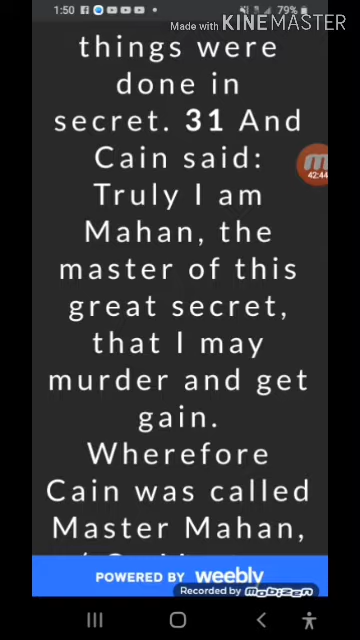 1:50
79%
Made with KINEMASTER
things were
done in
secret. 31 And
Cain said:
Truly I am
42:44
Mahan, the
master of this
great secret,
that I may
murder and get
gain.
Wherefore
Cain was called
Master Mahan,
POWERED BY weebly
Recorded by mobizen